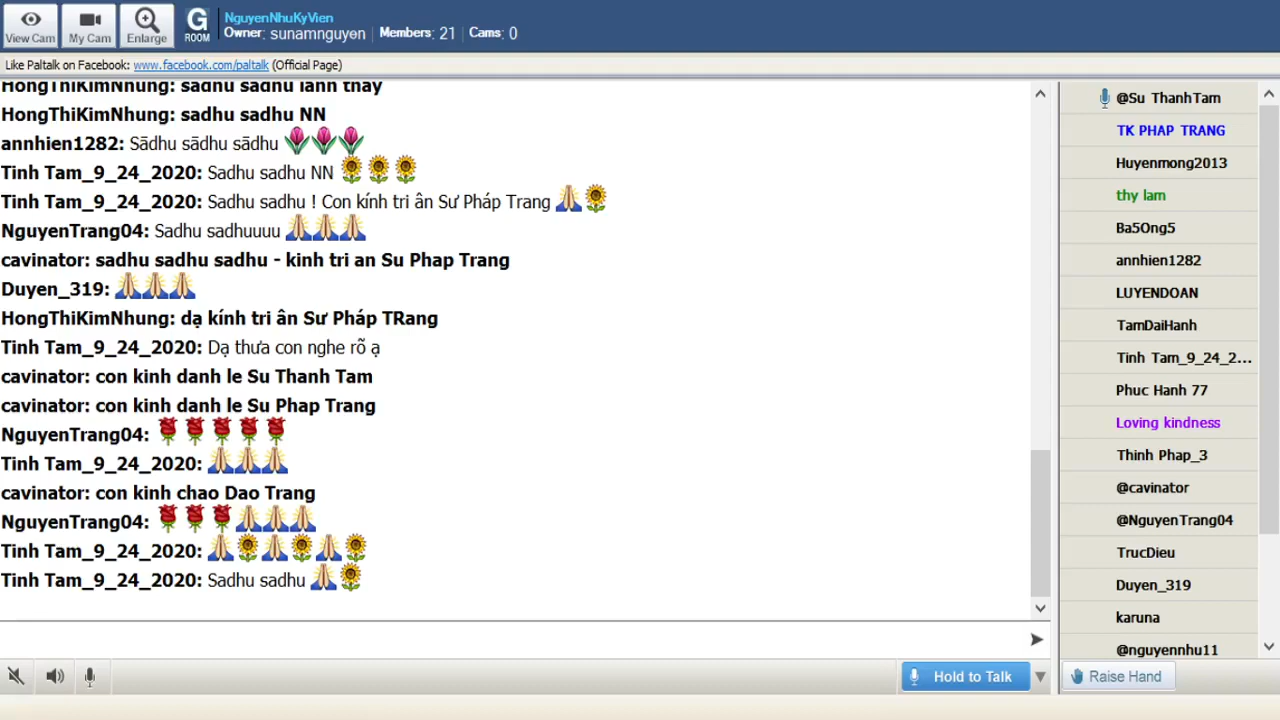 View Cam
My Cam
Enlarge
G
ROOM
NguyenNhuKyVien
Owner: sunamnguyen | Members: 21 | Cams: 0
Like Paltalk on Facebook: www.facebook.com/paltalk (Official Page)
HongThiKimNhung: sadhu sadhu lành thay
HongThiKimNhung: sadhu sadhu NN
annhien1282: Sādhu sādhu sādhu
Tinh Tam_9_24_2020: Sadhu sadhu NN
Tinh Tam_9_24_2020: Sadhu sadhu ! Con kính tri ân Sư Pháp Trang
NguyenTrang04: Sadhu sadhuuuu
cavinator: sadhu sadhu sadhu - kinh tri an Su Phap Trang
Duyen_319:
HongThiKimNhung: dạ kính tri ân Sư Pháp TRang
Tinh Tam_9_24_2020: Dạ thưa con nghe rõ ạ
cavinator: con kinh danh le Su Thanh Tam
cavinator: con kinh danh le Su Phap Trang
NguyenTrang04:
Tinh Tam_9_24_2020:
cavinator: con kinh chao Dao Trang
NguyenTrang04:
Tinh Tam_9_24_2020:
Tinh Tam_9_24_2020: Sadhu sadhu
Hold to Talk
@Su ThanhTam
TK PHAP TRANG
Huyenmong2013
thy lam
Ba5Ong5
annhien1282
LUYENDOAN
TamDaiHanh
Tinh Tam_9_24_2...
Phuc Hanh 77
Loving kindness
Thinh Phap_3
@cavinator
@NguyenTrang04
TrucDieu
Duyen_319
karuna
@nguyennhu11
Raise Hand